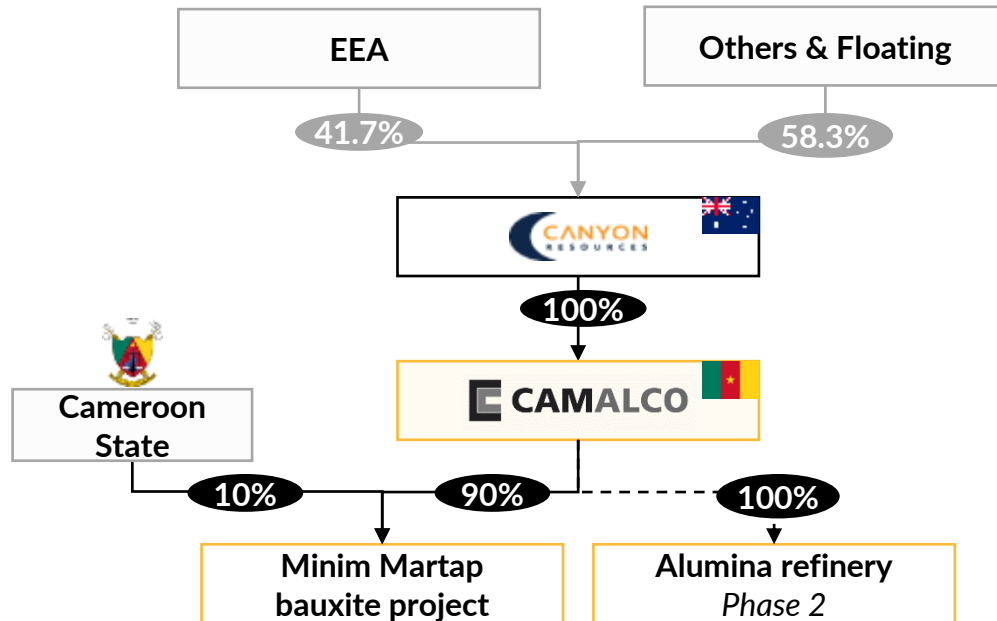 EEA
Others & Floating
41.7%
58.3%
CANYON
RESOURCES
100%
CAMALCO
Cameroon
State
10%
90%
100%
Minim Martap
bauxite project
Alumina refinery
Phase 2